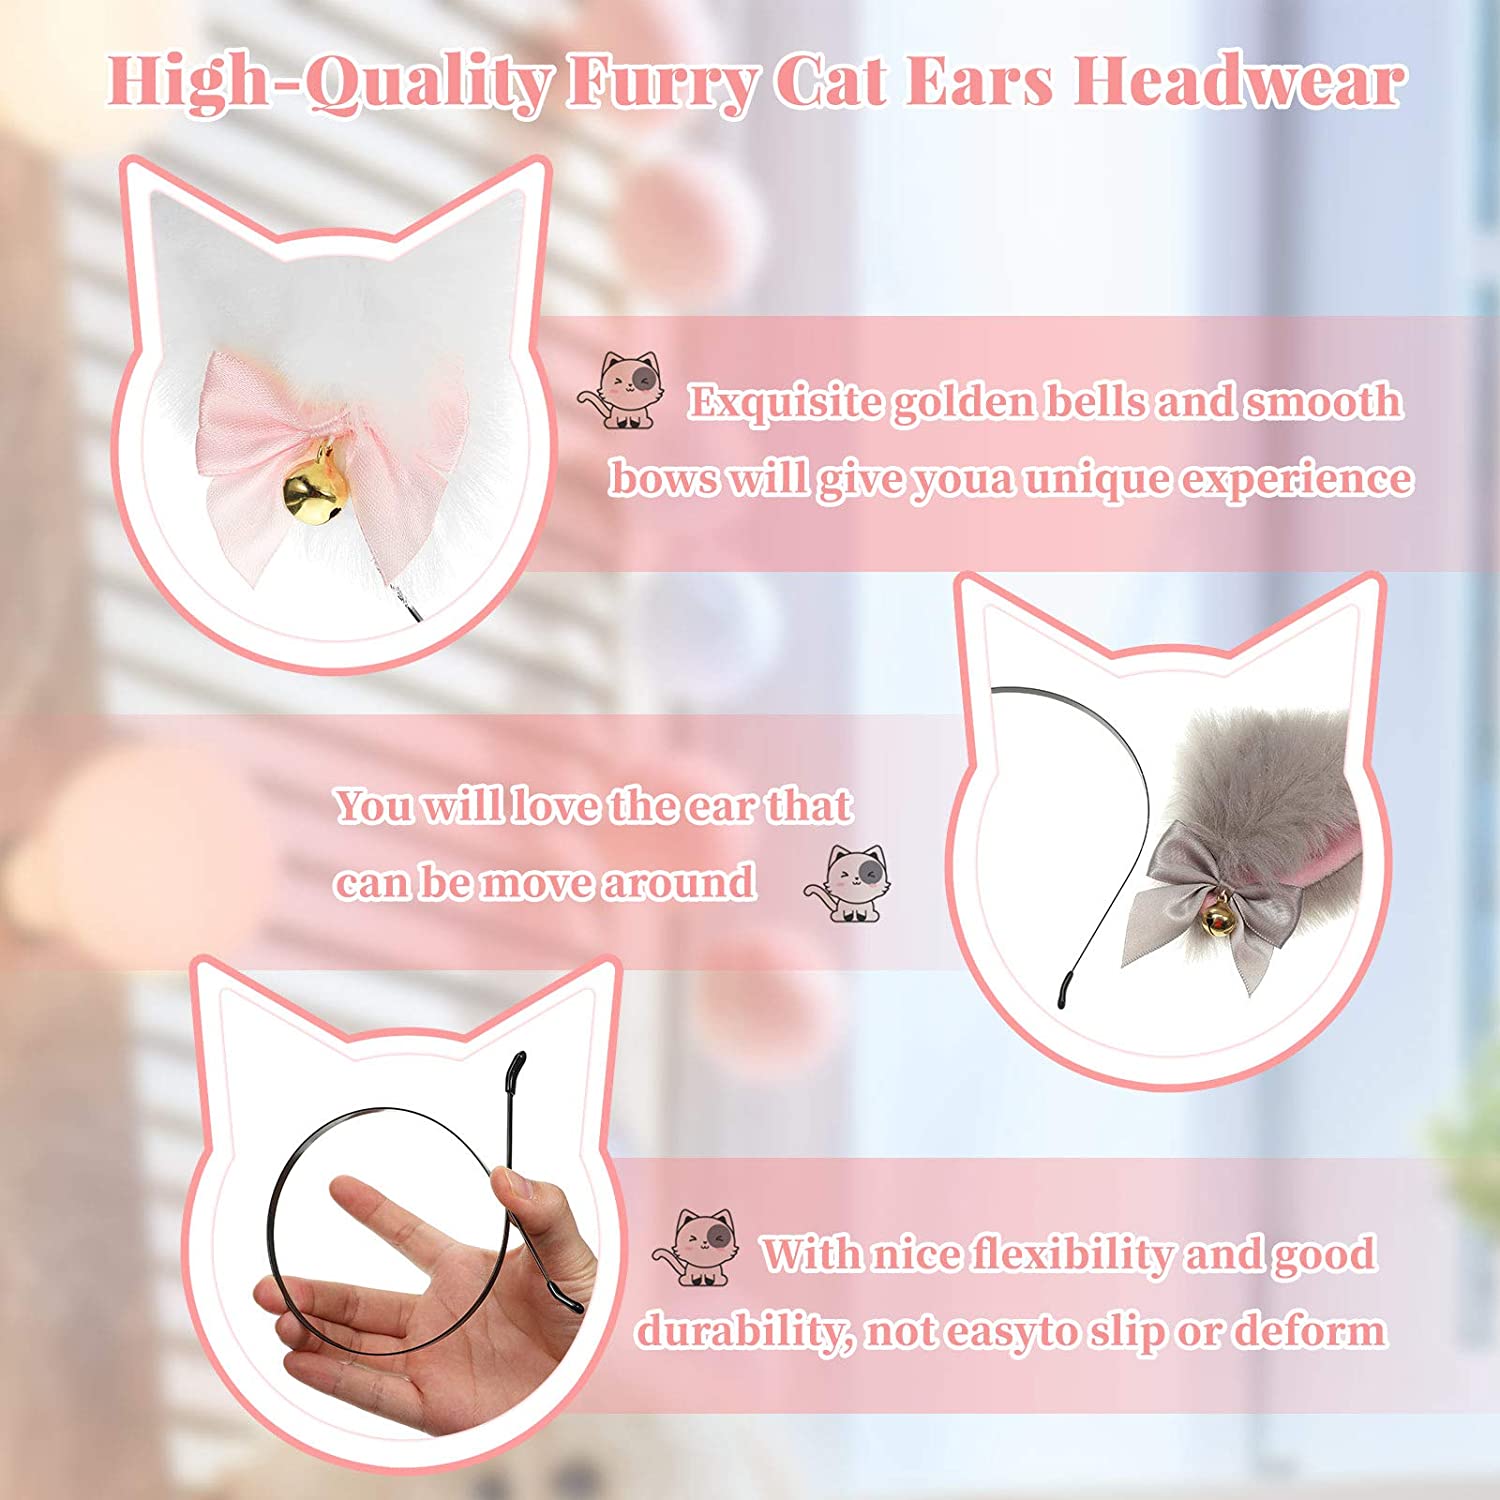 High-Quality Furry Cat Ears Headwear
Exquisite golden bells and smooth
bows will give youa unique experience
You will love the ear that
can be move around
With nice flexibility and good
durability, not easyto slip or deform